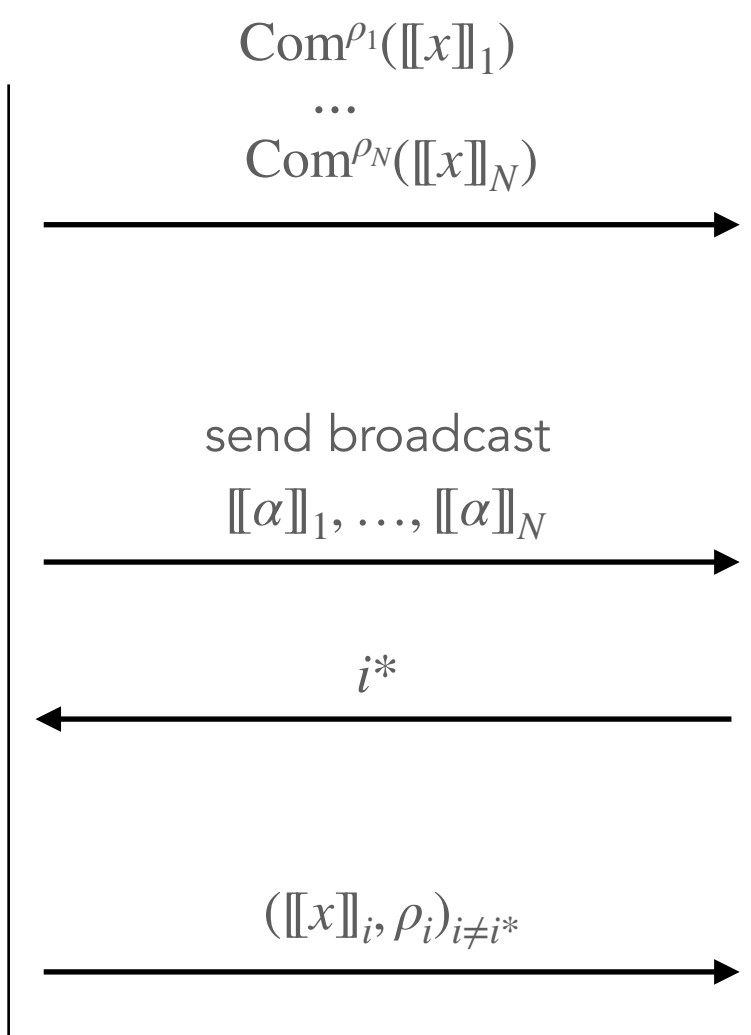 Com^{ρ_1}(⟦x⟧_1)
...
Com^{ρ_N}(⟦x⟧_N)
send broadcast
⟦α⟧_1, …, ⟦α⟧_N
i*
(⟦x⟧_i, ρ_i)_{i≠i*}